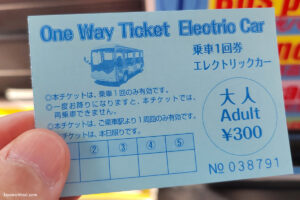 One Way Ticket Electric Car
乗車1回券
エレクトリックカー
◎本チケットは、乗車1回のみ有効です。
◎一度お降りになりますと、本チケットでは、
再乗車できません。
◎本チケットは、ご乗車駅より1周回のみ有効です。
チケットは、本日限りです。
大人
Adult
¥300
2 3 4 5
No 038791